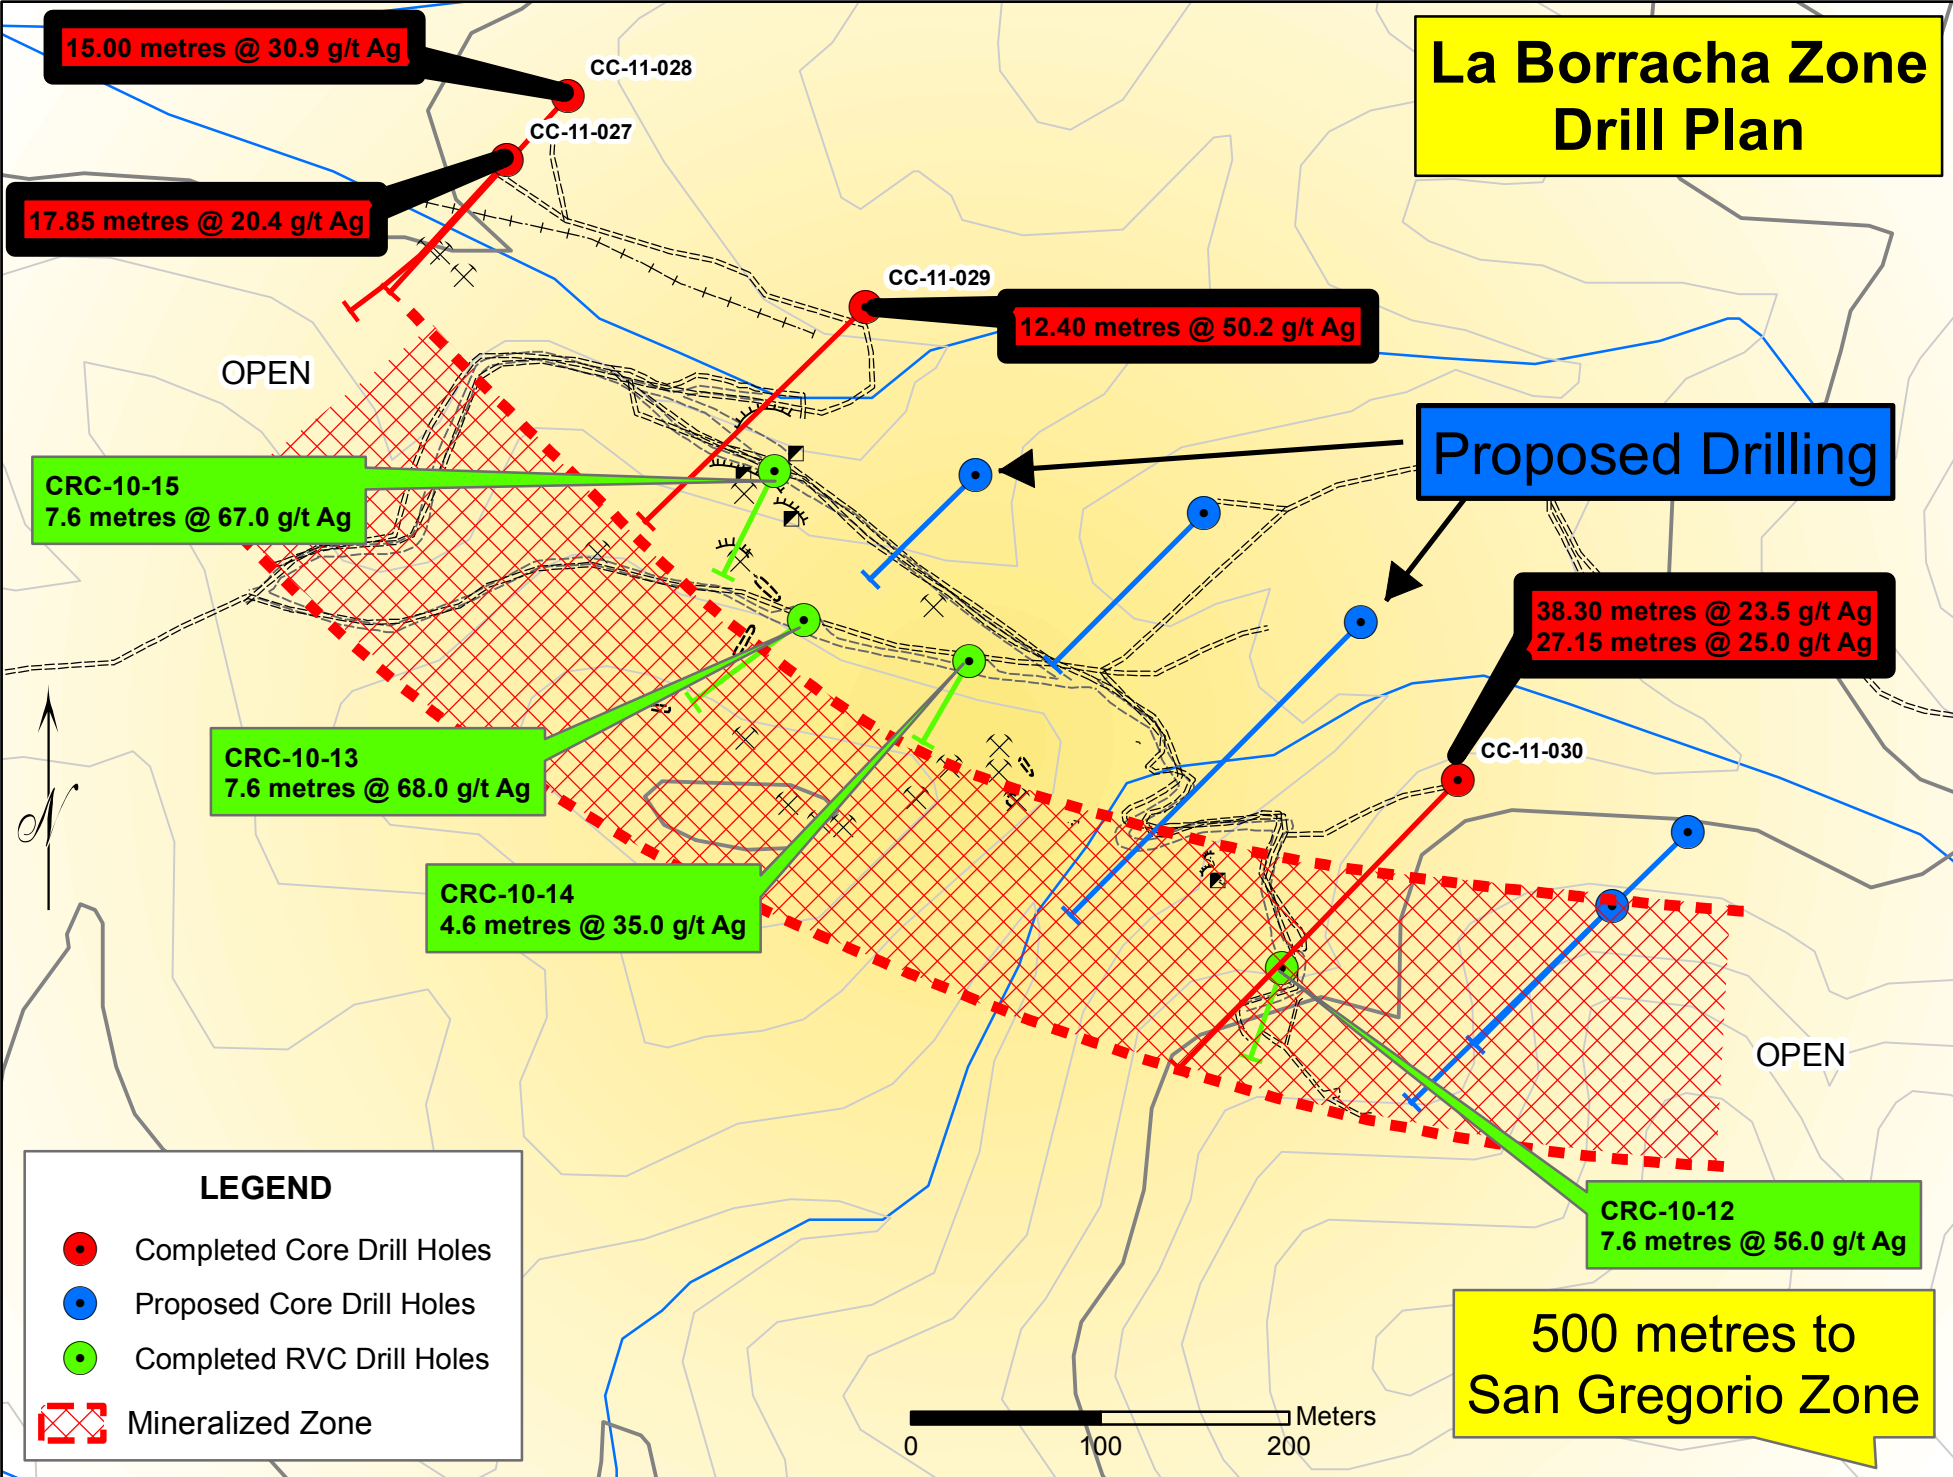 La Borracha Zone
Drill Plan
15.00 metres @ 30.9 g/t Ag
CC-11-028
CC-11-027
17.85 metres @ 20.4 g/t Ag
CC-11-029
12.40 metres @ 50.2 g/t Ag
OPEN
Proposed Drilling
CRC-10-15
7.6 metres @ 67.0 g/t Ag
38.30 metres @ 23.5 g/t Ag
27.15 metres @ 25.0 g/t Ag
CC-11-030
CRC-10-13
7.6 metres @ 68.0 g/t Ag
N
CRC-10-14
4.6 metres @ 35.0 g/t Ag
OPEN
CRC-10-12
7.6 metres @ 56.0 g/t Ag
LEGEND
Completed Core Drill Holes
Proposed Core Drill Holes
Completed RVC Drill Holes
Mineralized Zone
Meters
0 100 200
500 metres to
San Gregorio Zone